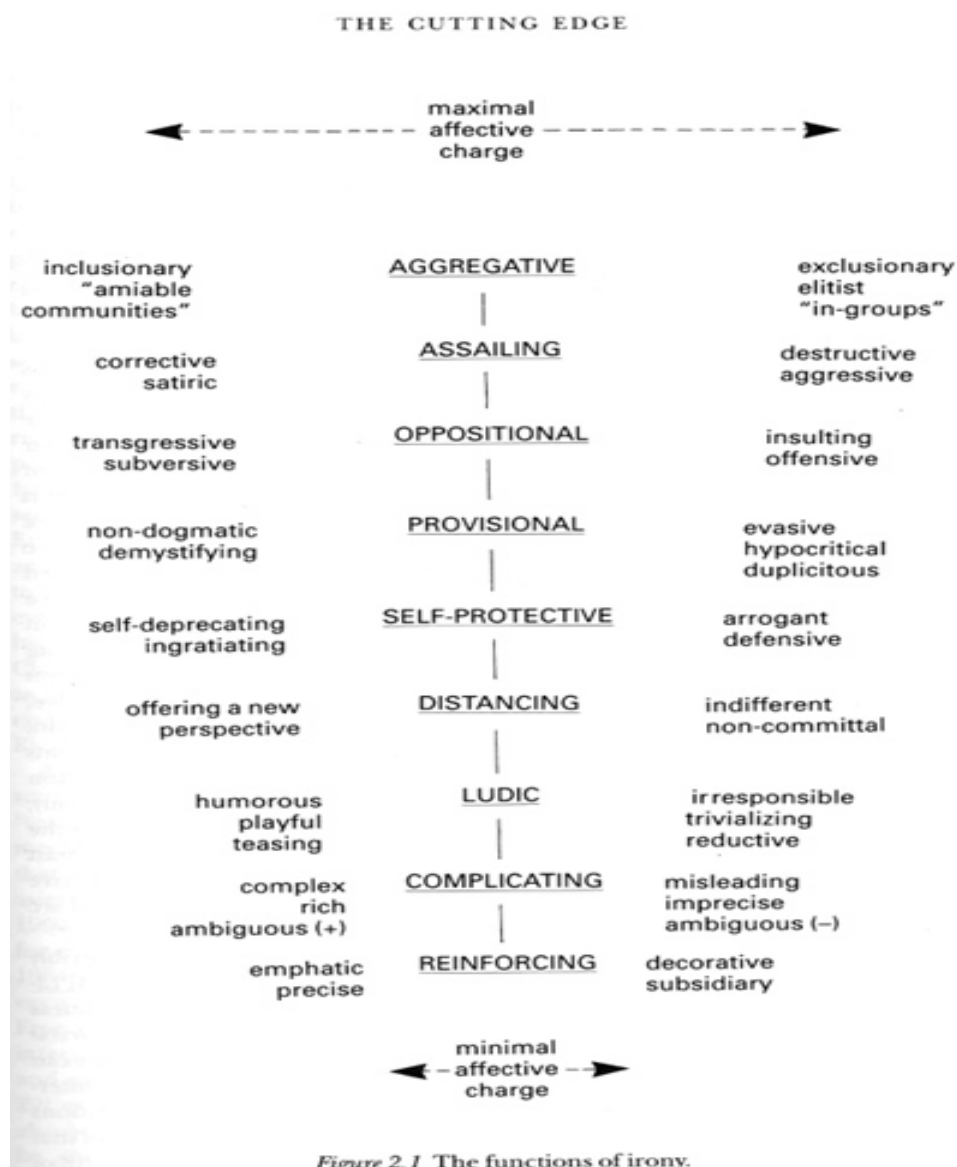 THE CUTTING EDGE
maximal
affective
charge
inclusionary
"amiable
communities"
AGGREGATIVE
exclusionary
elitist
"in-groups"
corrective
satiric
ASSAILING
destructive
aggressive
transgressive
subversive
OPPOSITIONAL
insulting
offensive
non-dogmatic
demystifying
PROVISIONAL
evasive
hypocritical
duplicitous
self-deprecating
ingratiating
SELF-PROTECTIVE
arrogant
defensive
offering a new
perspective
DISTANCING
indifferent
non-committal
humorous
playful
teasing
LUDIC
irresponsible
trivializing
reductive
complex
rich
ambiguous (+)
COMPLICATING
misleading
imprecise
ambiguous (–)
emphatic
precise
REINFORCING
decorative
subsidiary
minimal
affective
charge
Figure 2.1 The functions of irony.